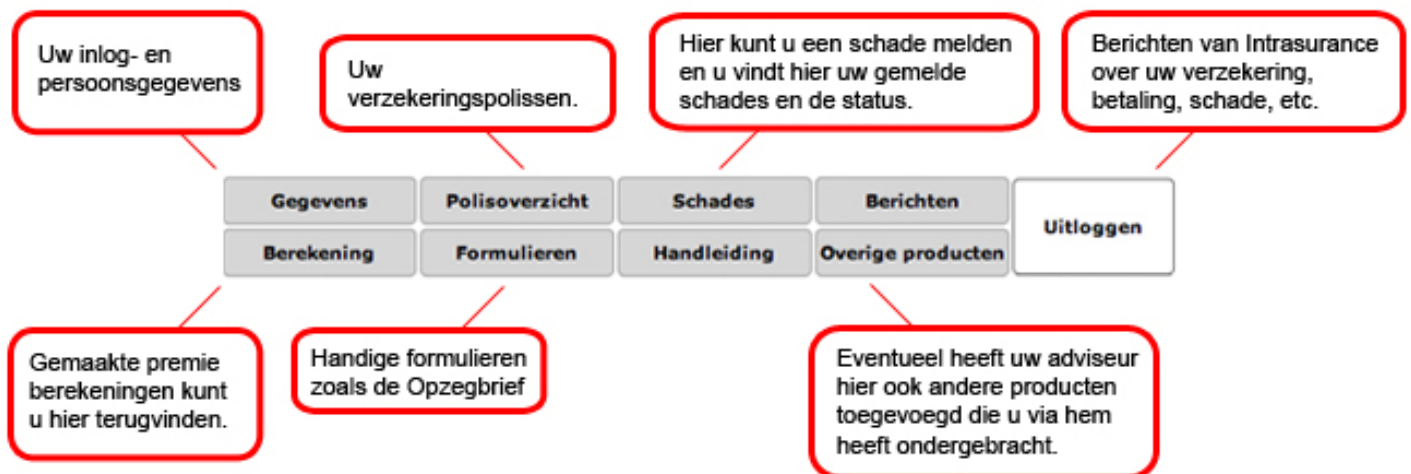 Uw inlog- en
persoonsgegevens
Uw
verzekeringspolissen.
Hier kunt u een schade melden
en u vindt hier uw gemelde
schades en de status.
Berichten van Intrasurance
over uw verzekering,
betaling, schade, etc.
Gegevens
Polisoverzicht
Schades
Berichten
Uitloggen
Berekening
Formulieren
Handleiding
Overige producten
Gemaakte premie
berekeningen kunt
u hier terugvinden.
Handige formulieren
zoals de Opzegbrief
Eventueel heeft uw adviseur
hier ook andere producten
toegevoegd die u via hem
heeft ondergebracht.